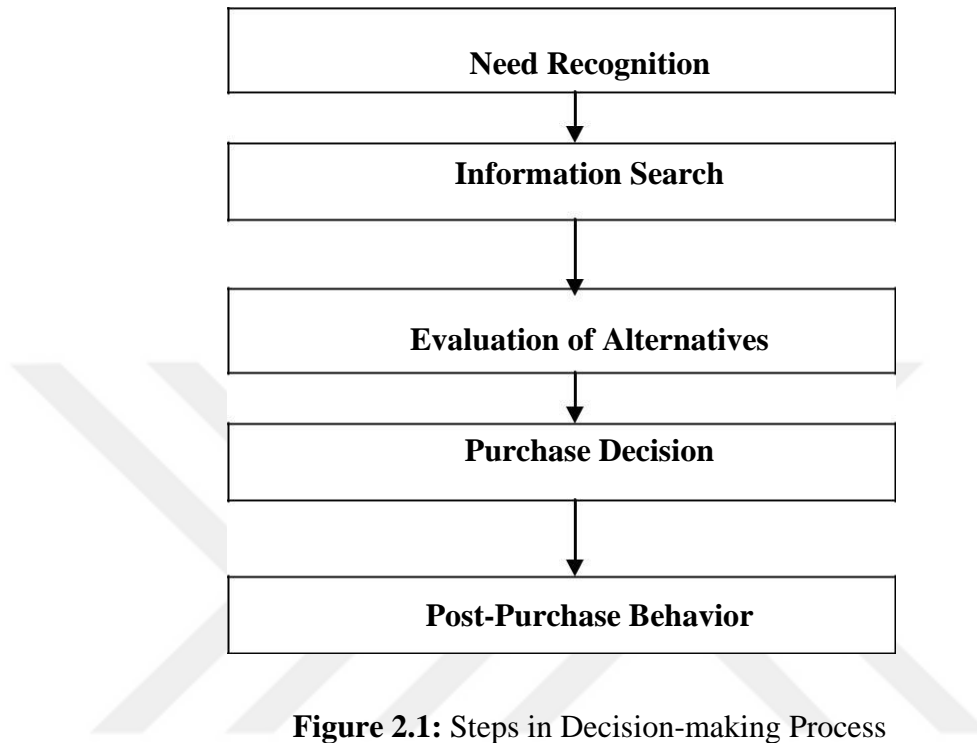 Need Recognition
Information Search
Evaluation of Alternatives
Purchase Decision
Post-Purchase Behavior
Figure 2.1: Steps in Decision-making Process